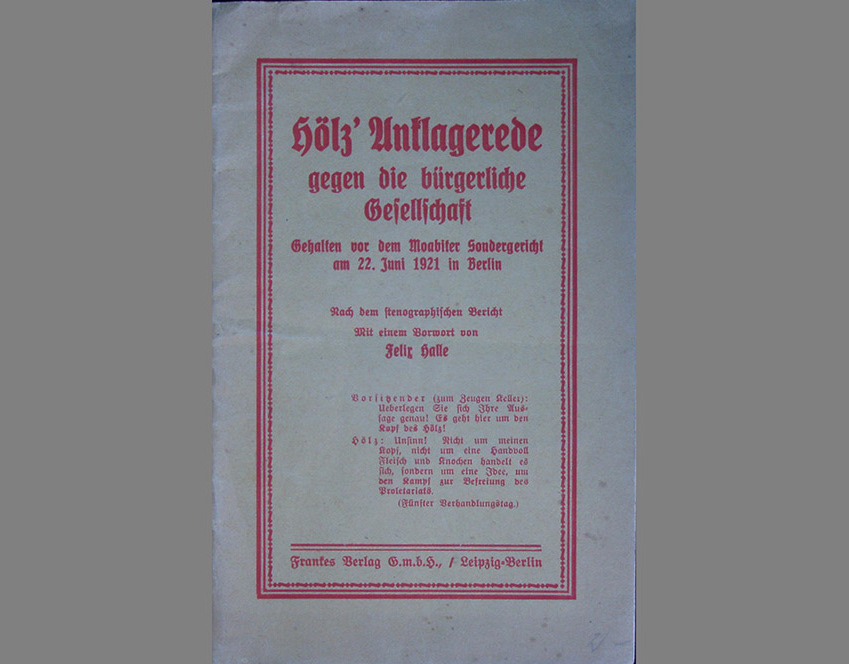 Hölz' Anklagerede
gegen die bürgerliche
Gesellschaft
Gehalten vor dem Moabiter Sondergericht
am 22. Juni 1921 in Berlin
Nach dem stenographischen Bericht
Mit einem Vorwort von
Felix Halle
Vorsitzender (zum Zeugen Keller):
Ueberlegen Sie sich Ihre Aus-
sage genau! Es geht hier um den
Kopf des Hölz!
Hölz: Unsinn! Nicht um meinen
Kopf, nicht um eine Handvoll
Fleisch und Knochen handelt es
sich, sondern um eine Idee, um
den Kampf zur Befreiung des
Proletariats.
(Fünfter Verhandlungstag.)
Frankes Verlag G.m.b.H., / Leipzig-Berlin